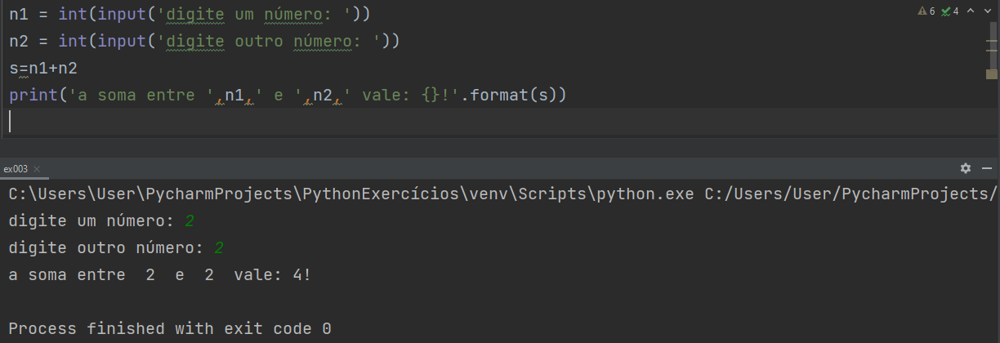 n1 = int(input('digite um número: '))
6 4
n2 = int(input('digite outro número: '))
s=n1+n2
print('a soma entre ',n1,' e ',n2,' vale: {}!'.format(s))
ex003
C:\Users\User\PycharmProjects\PythonExercícios\venv\Scripts\python.exe C:/Users/User/PycharmProjects/
digite um número: 2
digite outro número: 2
a soma entre  2  e  2  vale: 4!
Process finished with exit code 0